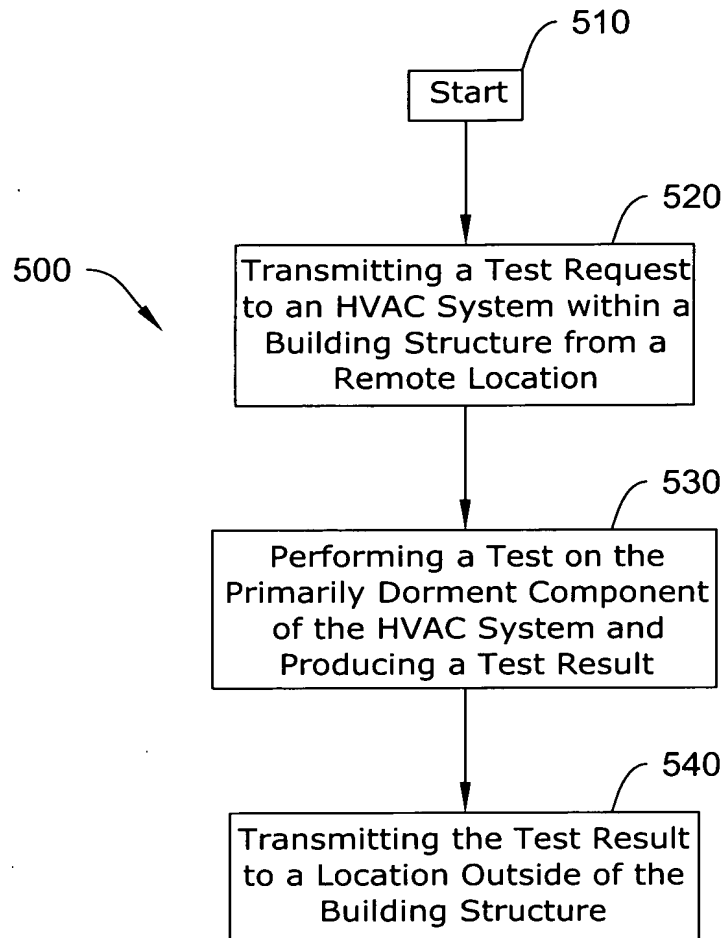 510
Start
520
500
Transmitting a Test Request
to an HVAC System within a
Building Structure from a
Remote Location
530
Performing a Test on the
Primarily Dorment Component
of the HVAC System and
Producing a Test Result
540
Transmitting the Test Result
to a Location Outside of the
Building Structure